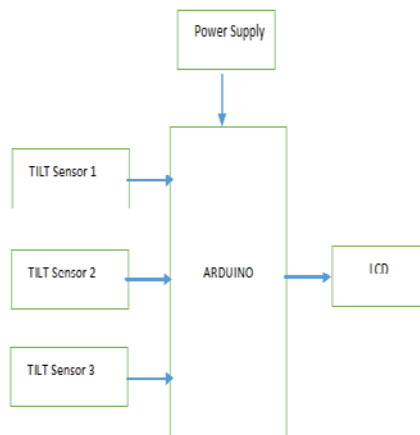 Power Supply
TILT Sensor 1
TILT Sensor 2
ARDUINO
LCD
TILT Sensor 3